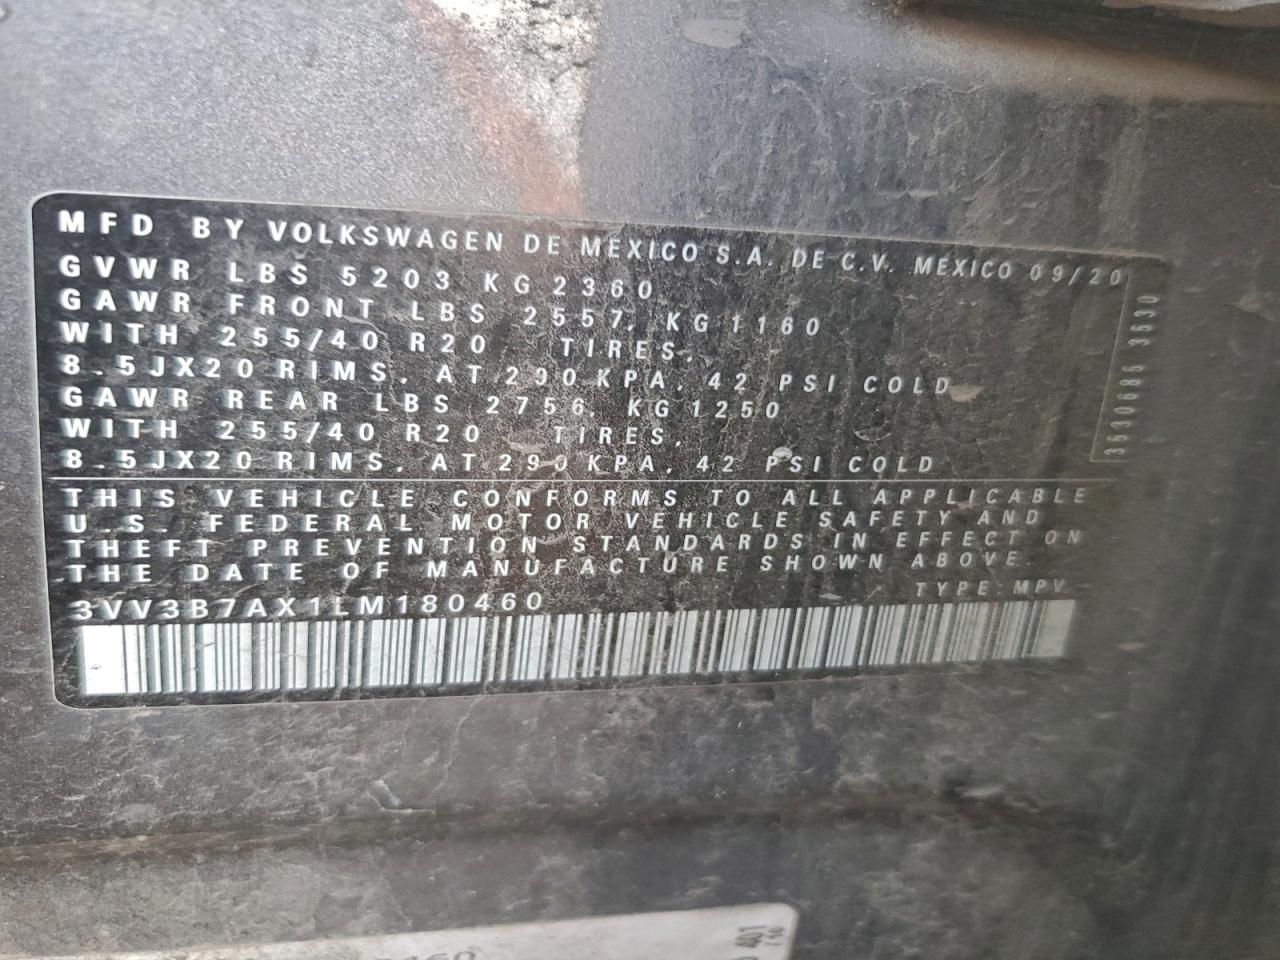 MFD BY VOLKSWAGEN DE MEXICO S.A. DE C.V. MEXICO 09/20
GVWR LBS 5203 KG 2360
GAWR FRONT LBS 2557. KG 1160
WITH 255/40 R20 TIRES.
8.5JX20 RIMS. AT 290 KPA. 42 PSI COLD
GAWR REAR LBS 2756. KG 1250
WITH 255/40 R20 TIRES.
8.5JX20 RIMS. AT 290 KPA. 42 PSI COLD
THIS VEHICLE CONFORMS TO ALL APPLICABLE
U.S. FEDERAL MOTOR VEHICLE SAFETY AND
THEFT PREVENTION STANDARDS IN EFFECT ON
THE DATE OF MANUFACTURE SHOWN ABOVE.
TYPE:MPV
3VV3B7AX1LM180460
3530685 3530
401